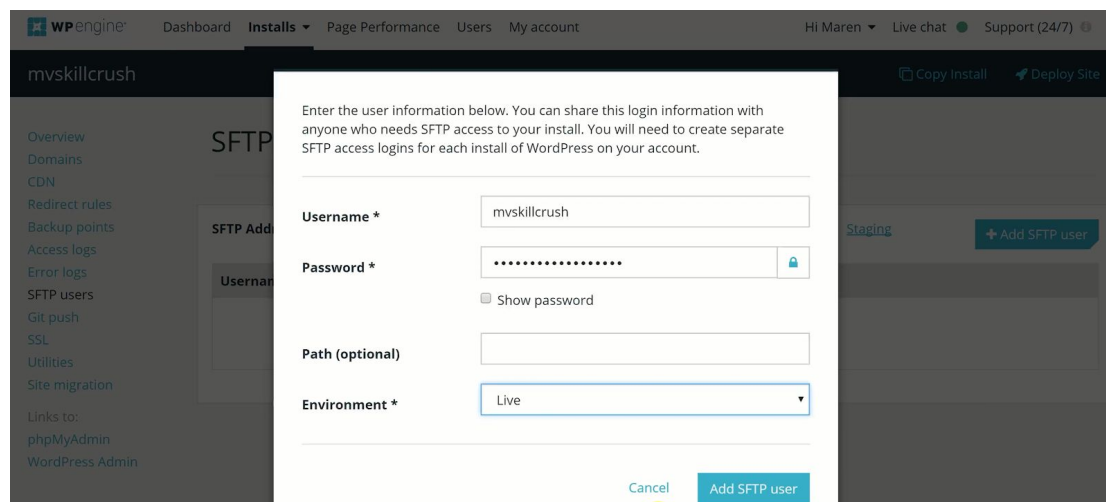 WPengine Dashboard Installs Page Performance Users My account Hi Maren Live chat Support (24/7)
mvskillcrush Copy Install Deploy Site
Enter the user information below. You can share this login information with
anyone who needs SFTP access to your install. You will need to create separate
SFTP access logins for each install of WordPress on your account.
Overview
Domains
CDN
Redirect rules
Backup points
Access logs
Error logs
SFTP users
Git push
SSL
Utilities
Site migration
Links to:
phpMyAdmin
WordPress Admin
SFTP
SFTP Addr
Staging
+ Add SFTP user
Usernam
Username * mvskillcrush
Password * ••••••••••••••••••
Show password
Path (optional)
Environment * Live
Cancel Add SFTP user